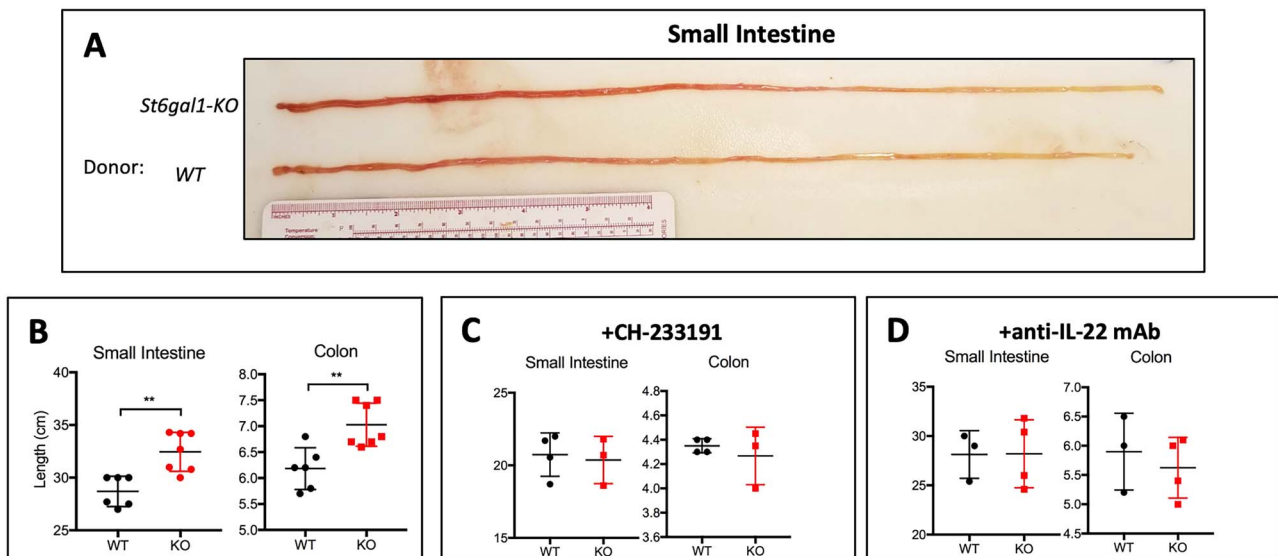 A
Small Intestine
St6gal1-KO
Donor: WT
INCHES
Temperature
Conversion
B
Small Intestine
Colon
Length (cm)
40
35
30
25
**
WT KO
8.0
7.5
7.0
6.5
6.0
5.5
5.0
**
WT KO
C
+CH-233191
Small Intestine
Colon
25
20
15
WT KO
4.8
4.6
4.4
4.2
4.0
3.8
3.6
WT KO
D
+anti-IL-22 mAb
Small Intestine
Colon
35
30
25
20
WT KO
7.0
6.5
6.0
5.5
5.0
4.5
WT KO